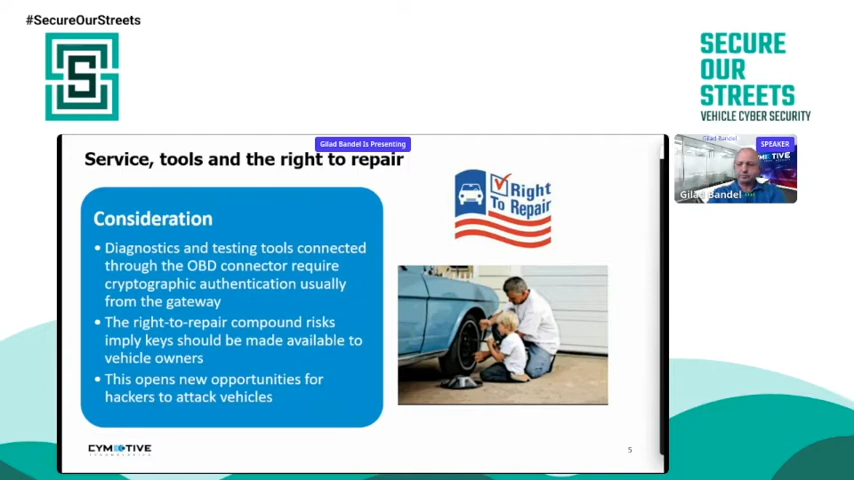 #SecureOurStreets
S
SECURE
OUR
STREETS
VEHICLE CYBER SECURITY
Gilad Bandel Is Presenting
Service, tools and the right to repair
Consideration
• Diagnostics and testing tools connected
through the OBD connector require
cryptographic authentication usually
from the gateway
• The right-to-repair compound risks
imply keys should be made available to
vehicle owners
• This opens new opportunities for
hackers to attack vehicles
Right
To Repair
CYMOTIVE
5
Gilad Bandel
SPEAKER
Gilad Bandel